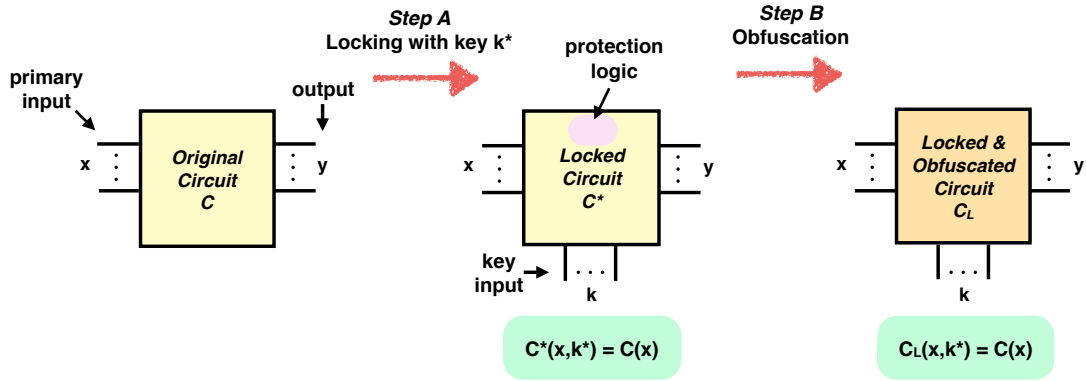 Step A
Locking with key k*
Step B
Obfuscation
primary
input
output
protection
logic
x
Original
Circuit
C
y
x
Locked
Circuit
C*
y
x
Locked &
Obfuscated
Circuit
CL
y
key
input
k
k
C*(x,k*) = C(x)
CL(x,k*) = C(x)